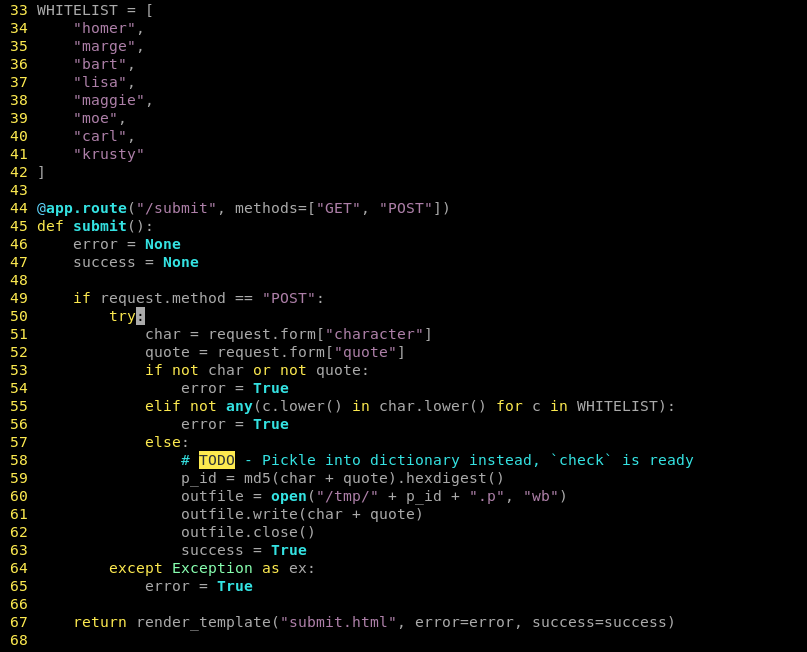 33 WHITELIST = [
34     "homer",
35     "marge",
36     "bart",
37     "lisa",
38     "maggie",
39     "moe",
40     "carl",
41     "krusty"
42 ]
43
44 @app.route("/submit", methods=["GET", "POST"])
45 def submit():
46     error = None
47     success = None
48
49     if request.method == "POST":
50         try:
51             char = request.form["character"]
52             quote = request.form["quote"]
53             if not char or not quote:
54                 error = True
55             elif not any(c.lower() in char.lower() for c in WHITELIST):
56                 error = True
57             else:
58                 # TODO - Pickle into dictionary instead, `check` is ready
59                 p_id = md5(char + quote).hexdigest()
60                 outfile = open("/tmp/" + p_id + ".p", "wb")
61                 outfile.write(char + quote)
62                 outfile.close()
63                 success = True
64         except Exception as ex:
65             error = True
66
67     return render_template("submit.html", error=error, success=success)
68